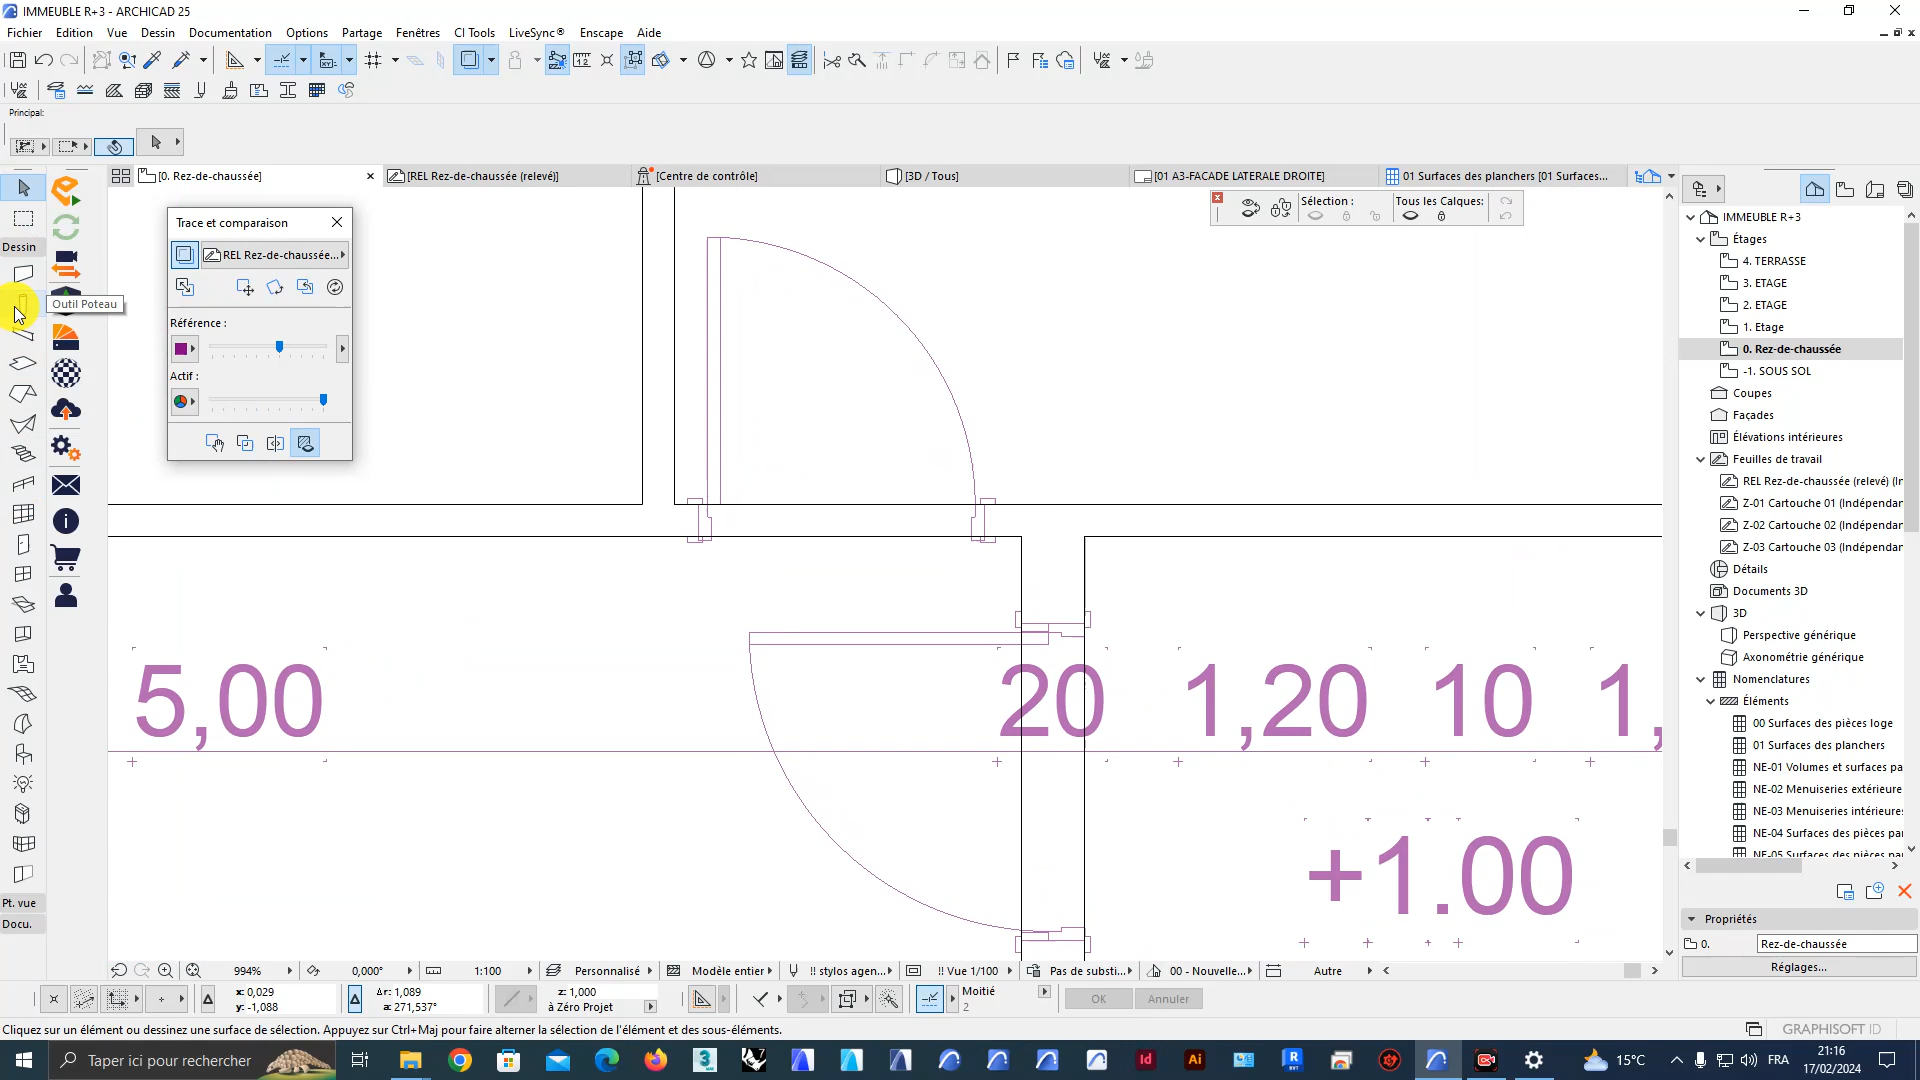 IMMEUBLE R+3 - ARCHICAD 25
Fichier Edition Vue Dessin Documentation Options Partage Fenêtres CI Tools LiveSync® Enscape Aide
Principal:
[0. Rez-de-chaussée]
[REL Rez-de-chaussée (relevé)]
[Centre de contrôle]
[3D / Tous]
[01 A3-FACADE LATERALE DROITE]
01 Surfaces des planchers [01 Surfaces...
Dessin
Outil Poteau
Pt. vue
Docu.
Trace et comparaison
REL Rez-de-chaussée...
Référence :
Actif :
Sélection :
Tous les Calques:
5,00
20
1,20
10
1,
+1.00
IMMEUBLE R+3
Étages
4. TERRASSE
3. ETAGE
2. ETAGE
1. Etage
0. Rez-de-chaussée
-1. SOUS SOL
Coupes
Façades
Élévations intérieures
Feuilles de travail
REL Rez-de-chaussée (relevé) (In
Z-01 Cartouche 01 (Indépendar
Z-02 Cartouche 02 (Indépendar
Z-03 Cartouche 03 (Indépendar
Détails
Documents 3D
3D
Perspective générique
Axonométrie générique
Nomenclatures
Éléments
00 Surfaces des pièces loge
01 Surfaces des planchers
NE-01 Volumes et surfaces pa
NE-02 Menuiseries extérieure
NE-03 Menuiseries intérieures
NE-04 Surfaces des pièces pa
NE-05 Surfaces des pièces pa
Propriétés
0.
Rez-de-chaussée
Réglages...
994%
0,000°
1:100
Personnalisé
Modèle entier
!! stylos agen...
!! Vue 1/100
Pas de substi...
00 - Nouvelle...
Autre
x: 0,029
y: -1,088
Δr: 1,089
a: 271,537°
z: 1,000
à Zéro Projet
Moitié
2
OK
Annuler
Cliquez sur un élément ou dessinez une surface de sélection. Appuyez sur Ctrl+Maj pour faire alterner la sélection de l'élément et des sous-éléments.
GRAPHISOFT ID
Taper ici pour rechercher
15°C
FRA
21:16
17/02/2024